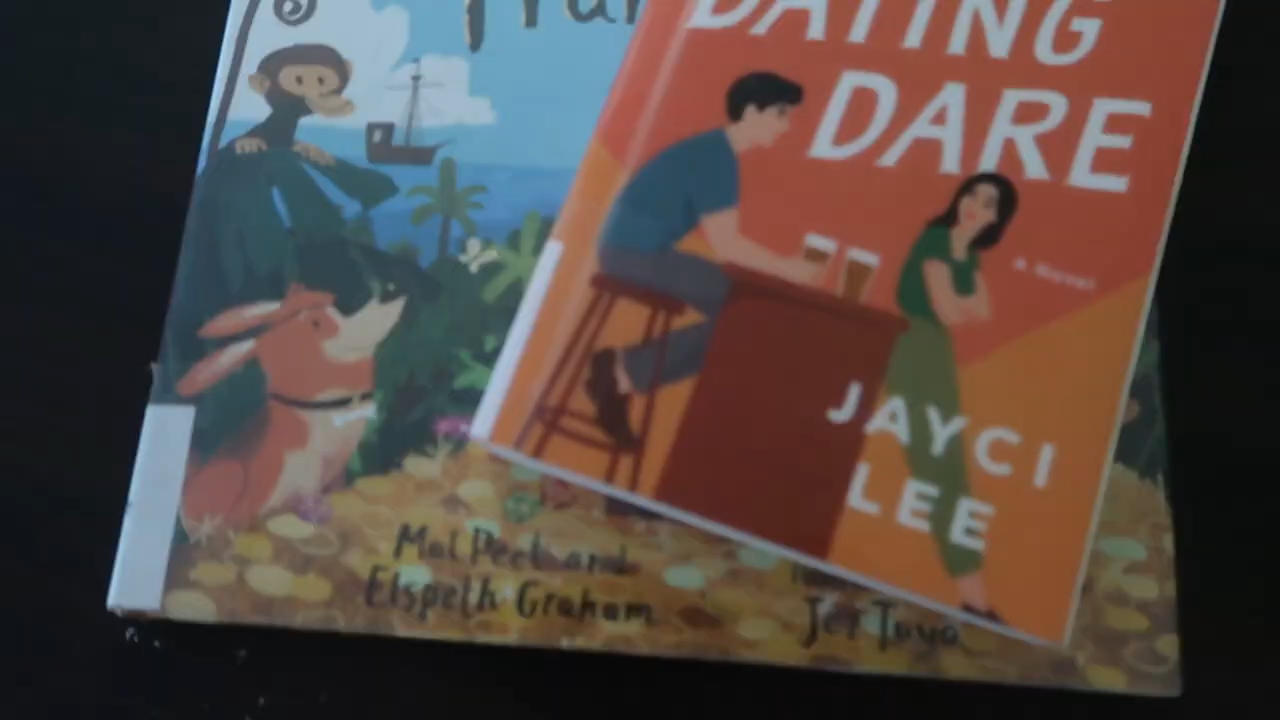 DATING
DARE
A Novel
JAYCI
LEE
Mal Peet and
Elspeth Graham